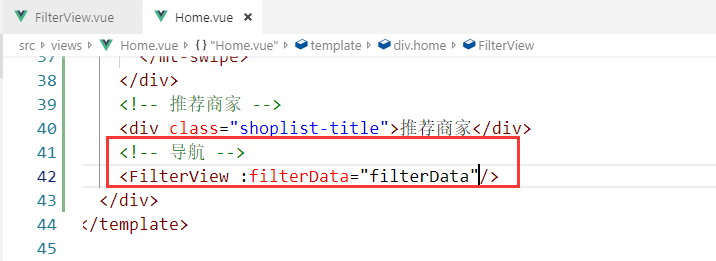 FilterView.vue Home.vue ×
src > views > Home.vue > {} "Home.vue" > template > div.home > FilterView
37 </mt-swipe>
38 </div>
39 <!-- 推荐商家 -->
40 <div class="shoplist-title">推荐商家</div>
41 <!-- 导航 -->
42 <FilterView :filterData="filterData"/>
43 </div>
44 </template>
45